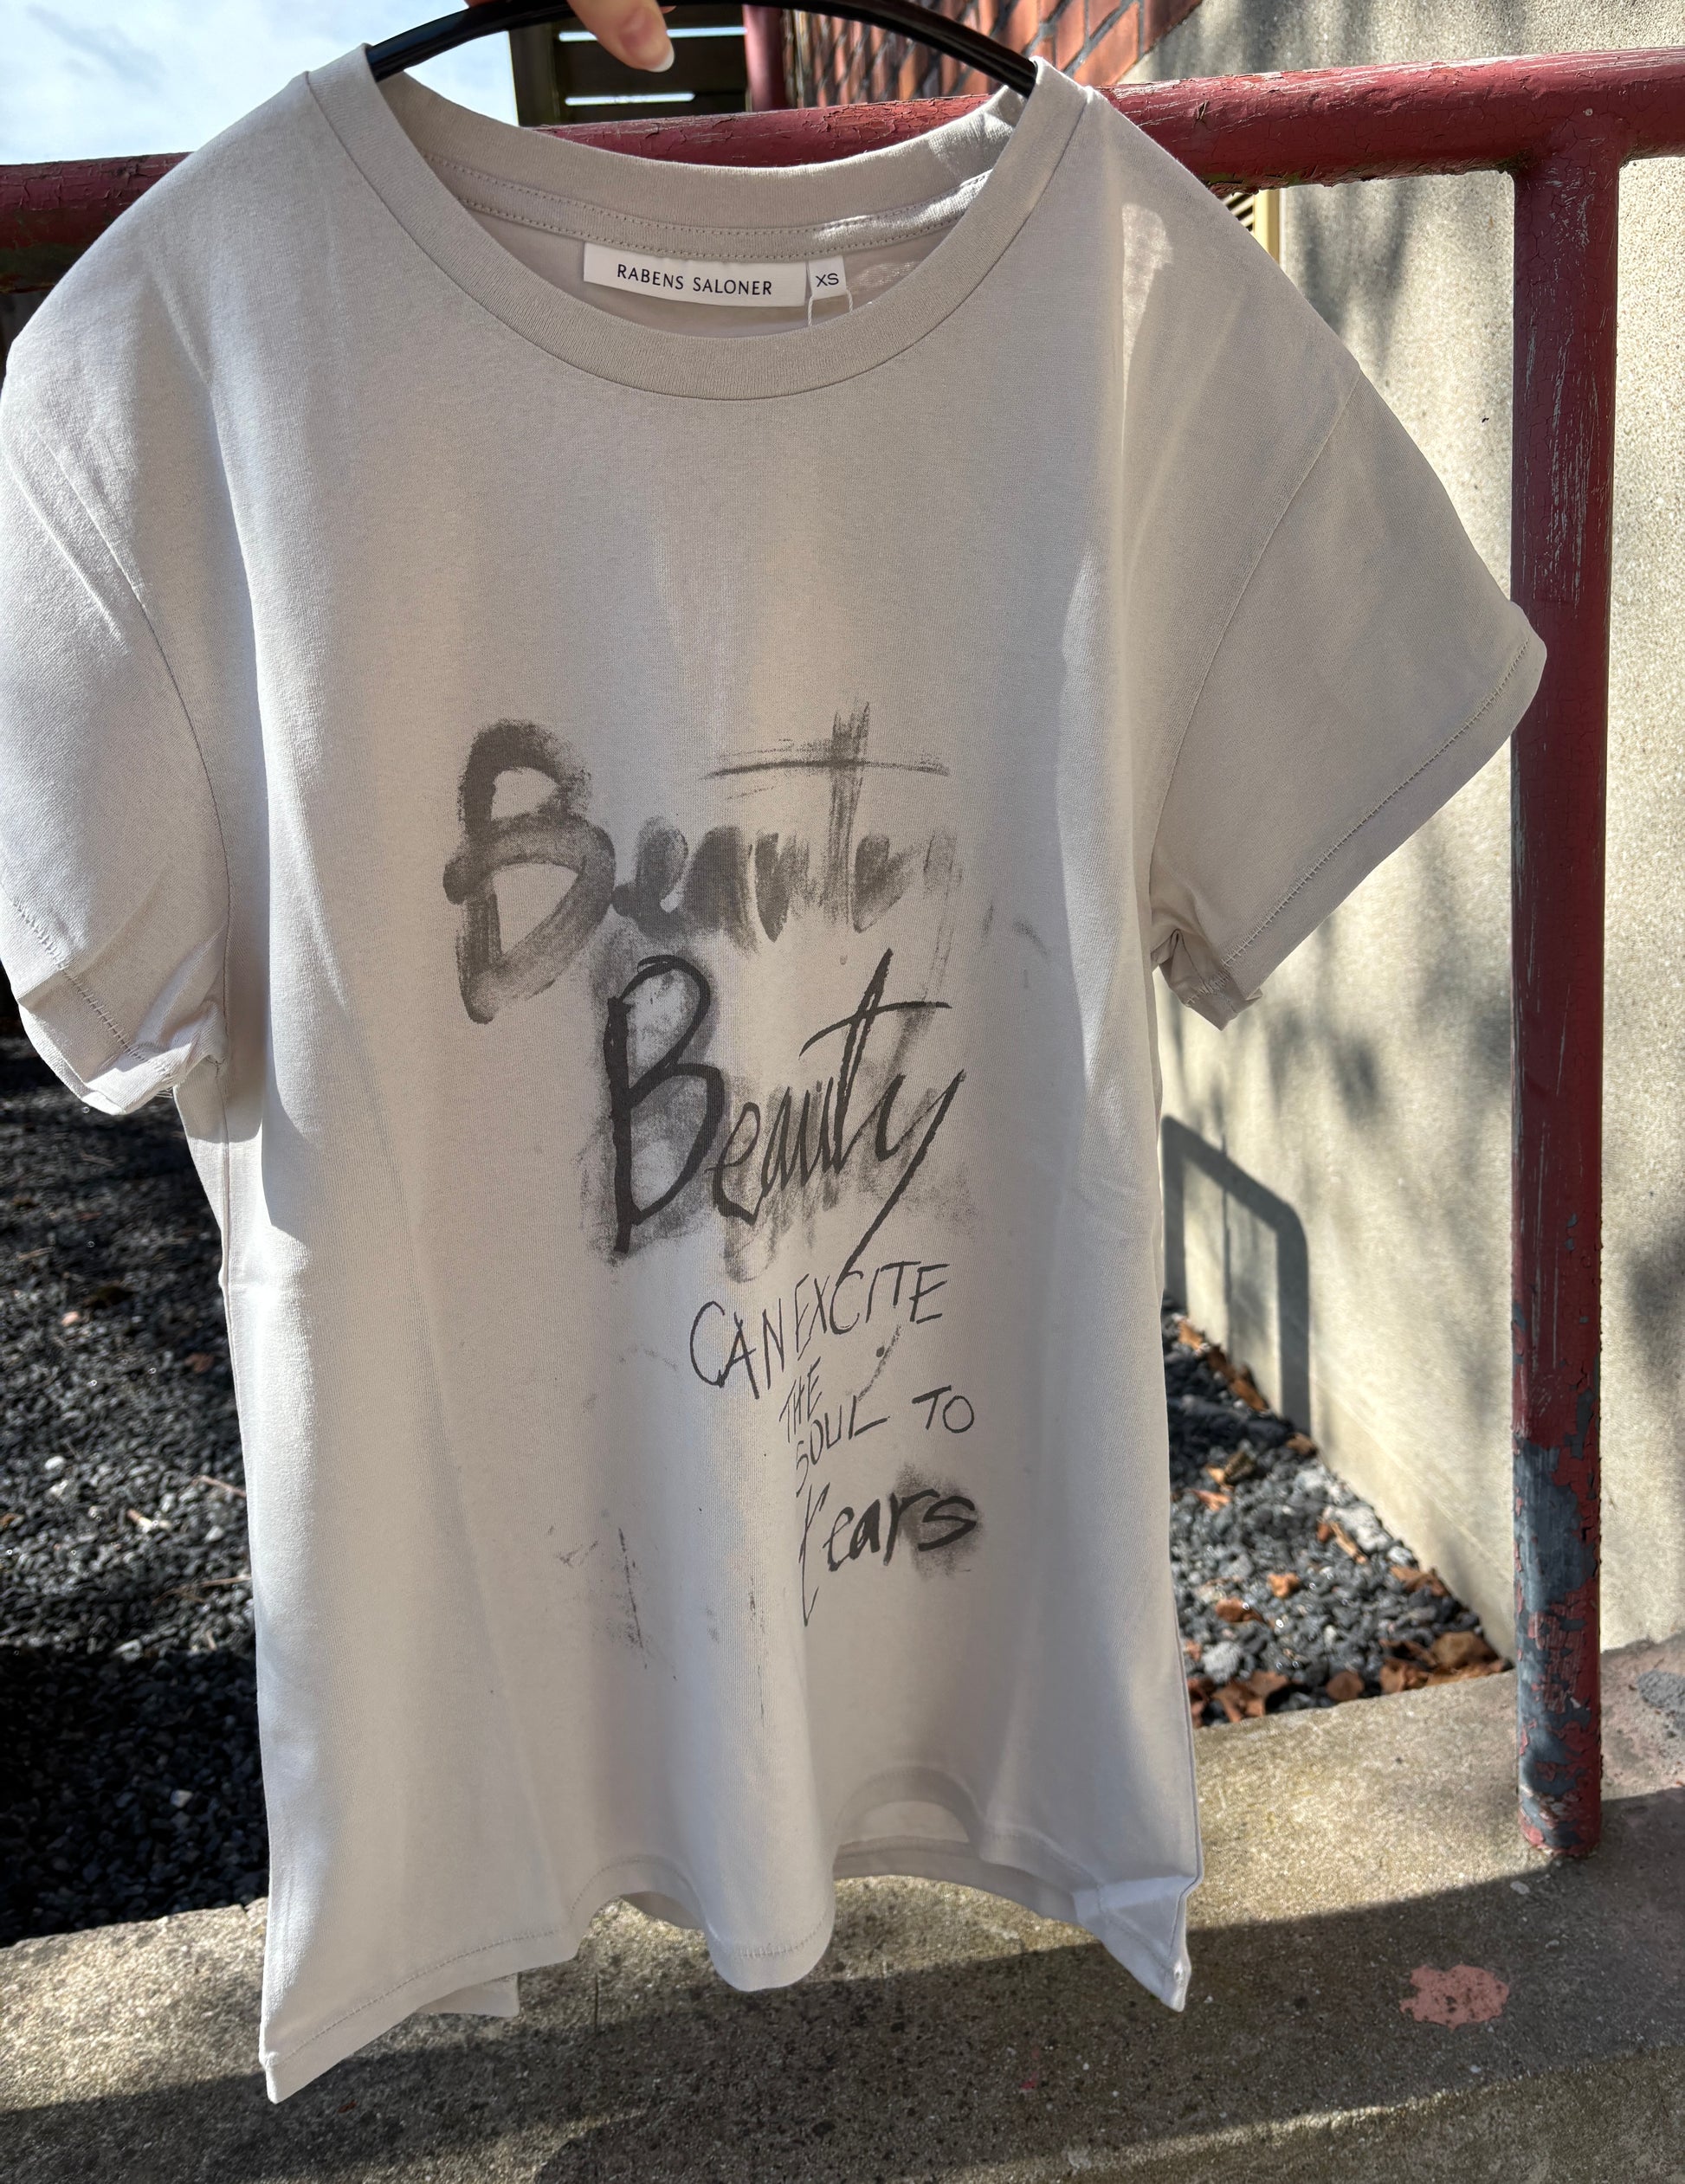 RABENS SALONER XS
Beauty
Beauty
CAN EXCITE
THE
SOUL TO
Tears